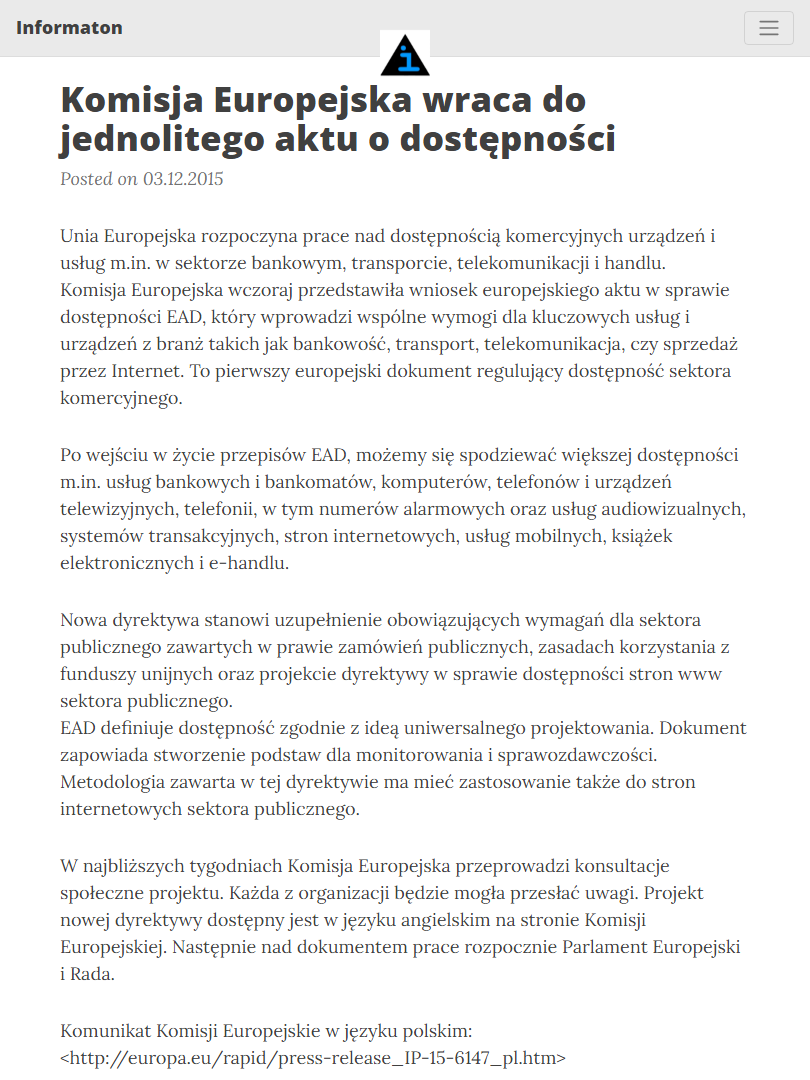 Informaton
i
Komisja Europejska wraca do
jednolitego aktu o dostępności
Posted on 03.12.2015
Unia Europejska rozpoczyna prace nad dostępnością komercyjnych urządzeń i
usług m.in. w sektorze bankowym, transporcie, telekomunikacji i handlu.
Komisja Europejska wczoraj przedstawiła wniosek europejskiego aktu w sprawie
dostępności EAD, który wprowadzi wspólne wymogi dla kluczowych usług i
urządzeń z branż takich jak bankowość, transport, telekomunikacja, czy sprzedaż
przez Internet. To pierwszy europejski dokument regulujący dostępność sektora
komercyjnego.
Po wejściu w życie przepisów EAD, możemy się spodziewać większej dostępności
m.in. usług bankowych i bankomatów, komputerów, telefonów i urządzeń
telewizyjnych, telefonii, w tym numerów alarmowych oraz usług audiowizualnych,
systemów transakcyjnych, stron internetowych, usług mobilnych, książek
elektronicznych i e-handlu.
Nowa dyrektywa stanowi uzupełnienie obowiązujących wymagań dla sektora
publicznego zawartych w prawie zamówień publicznych, zasadach korzystania z
funduszy unijnych oraz projekcie dyrektywy w sprawie dostępności stron www
sektora publicznego.
EAD definiuje dostępność zgodnie z ideą uniwersalnego projektowania. Dokument
zapowiada stworzenie podstaw dla monitorowania i sprawozdawczości.
Metodologia zawarta w tej dyrektywie ma mieć zastosowanie także do stron
internetowych sektora publicznego.
W najbliższych tygodniach Komisja Europejska przeprowadzi konsultacje
społeczne projektu. Każda z organizacji będzie mogła przesłać uwagi. Projekt
nowej dyrektywy dostępny jest w języku angielskim na stronie Komisji
Europejskiej. Następnie nad dokumentem prace rozpocznie Parlament Europejski
i Rada.
Komunikat Komisji Europejskie w języku polskim:
<http://europa.eu/rapid/press-release_IP-15-6147_pl.htm>